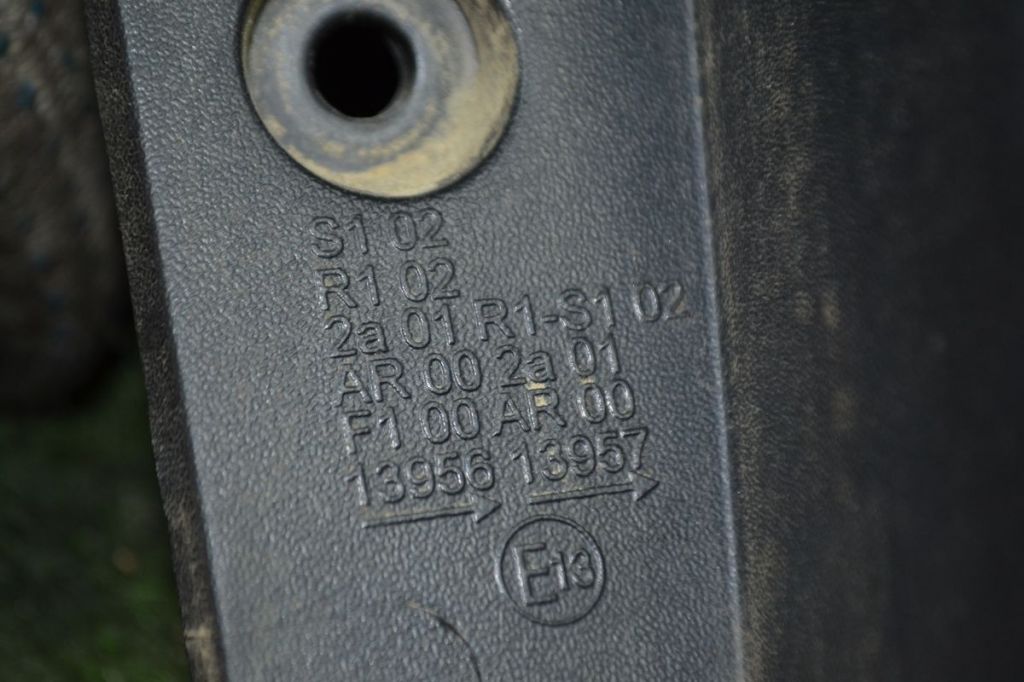 S1 02
R1 02
2a 01 R1-S1 02
AR 00 2a 01
F1 00 AR 00
13956 13957
E13